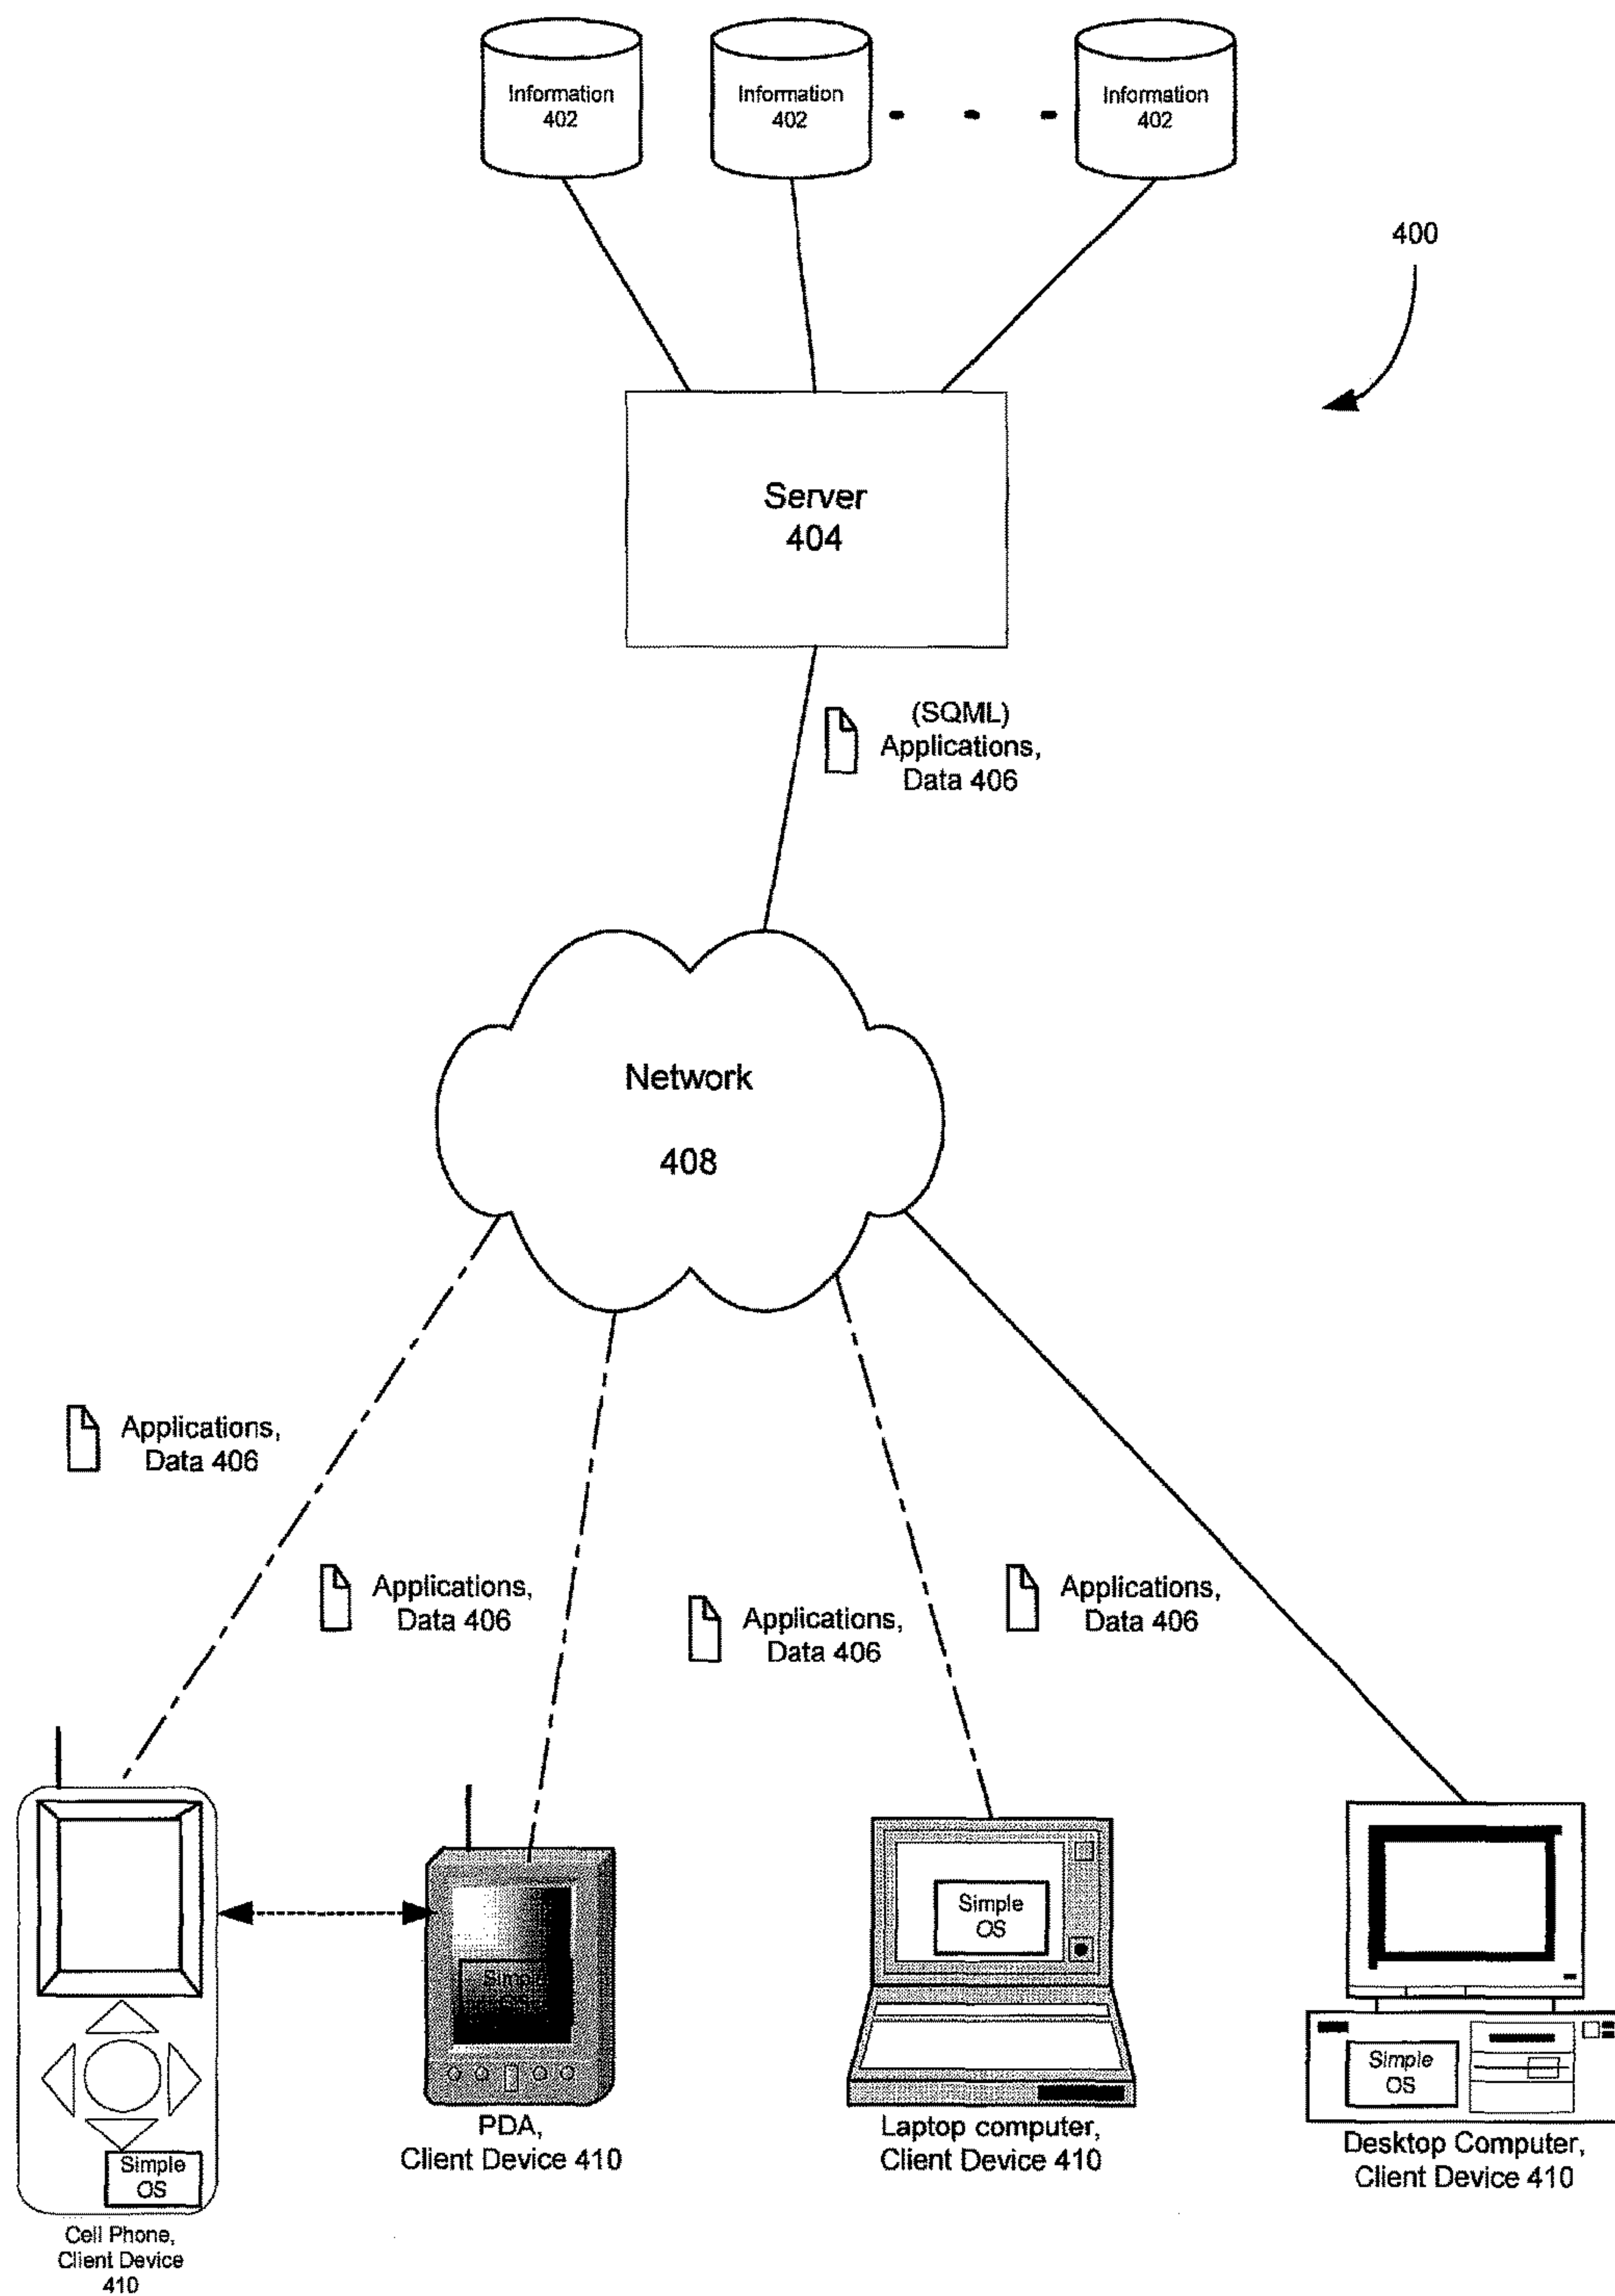 Information
402
Information
402
Information
402
400
Server
404
(SQML)
Applications,
Data 406
Network
408
Applications,
Data 406
Applications,
Data 406
Applications,
Data 406
Applications,
Data 406
Simple
OS
Simple
OS
Simple
OS
Simple
OS
PDA,
Client Device 410
Laptop computer,
Client Device 410
Desktop Computer,
Client Device 410
Cell Phone,
Client Device
410